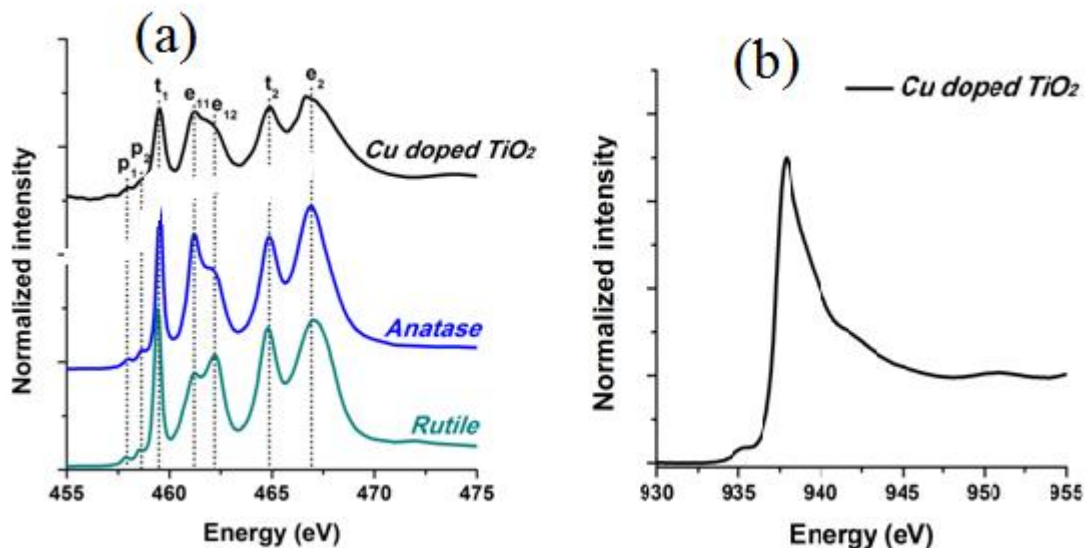 (a)
Normalized intensity
p₁ p₂ t₁ e₁₁ e₁₂ t₂ e₂
Cu doped TiO₂
Anatase
Rutile
455 460 465 470 475
Energy (eV)
(b)
Normalized intensity
Cu doped TiO₂
930 935 940 945 950 955
Energy (eV)